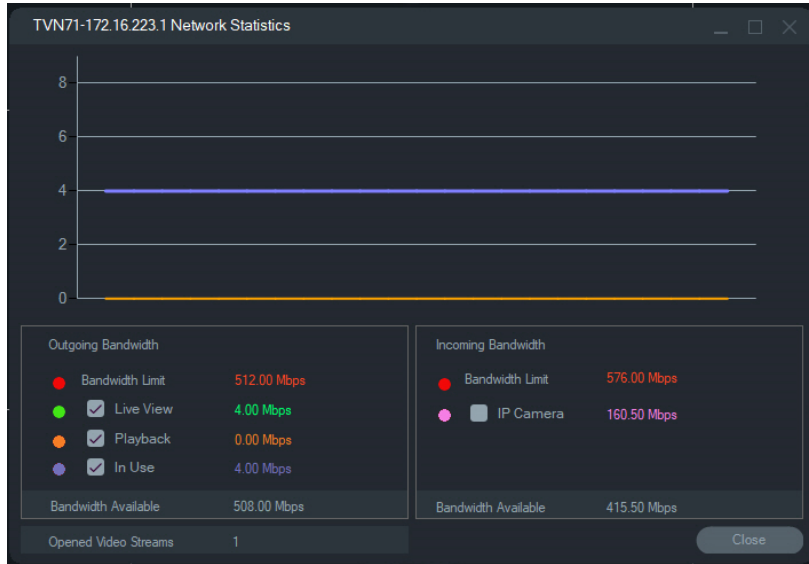 TVN71-172.16.223.1 Network Statistics
8
6
4
2
0
Outgoing Bandwidth
Bandwidth Limit 512.00 Mbps
Live View 4.00 Mbps
Playback 0.00 Mbps
In Use 4.00 Mbps
Bandwidth Available 508.00 Mbps
Incoming Bandwidth
Bandwidth Limit 576.00 Mbps
IP Camera 160.50 Mbps
Bandwidth Available 415.50 Mbps
Opened Video Streams 1
Close